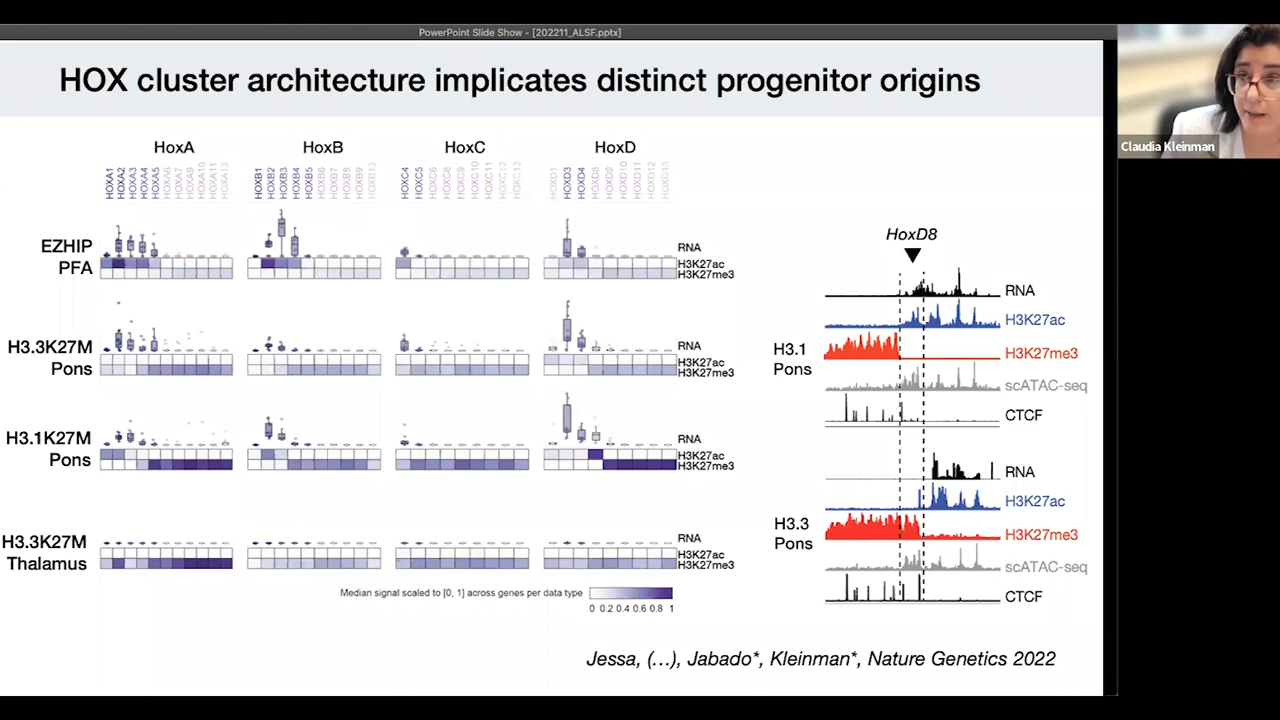 PowerPoint Slide Show - [202211_ALSF.pptx]
HOX cluster architecture implicates distinct progenitor origins
Claudia Kleinman
HoxA HoxB HoxC HoxD
HOXA1 HOXA2 HOXA3 HOXA4 HOXA5 HOXA6 HOXA7 HOXA9 HOXA10 HOXA11 HOXA13
HOXB1 HOXB2 HOXB3 HOXB4 HOXB5 HOXB6 HOXB7 HOXB8 HOXB9 HOXB13
HOXC4 HOXC5 HOXC6 HOXC8 HOXC9 HOXC10 HOXC11 HOXC12 HOXC13
HOXD1 HOXD3 HOXD4 HOXD8 HOXD9 HOXD10 HOXD11 HOXD12 HOXD13
EZHIP
PFA
RNA
H3K27ac
H3K27me3
H3.3K27M
Pons
RNA
H3K27ac
H3K27me3
H3.1K27M
Pons
RNA
H3K27ac
H3K27me3
H3.3K27M
Thalamus
RNA
H3K27ac
H3K27me3
Median signal scaled to [0, 1] across genes per data type
0 0.2 0.4 0.6 0.8 1
HoxD8
H3.1
Pons
RNA
H3K27ac
H3K27me3
scATAC-seq
CTCF
H3.3
Pons
RNA
H3K27ac
H3K27me3
scATAC-seq
CTCF
Jessa, (...), Jabado*, Kleinman*, Nature Genetics 2022